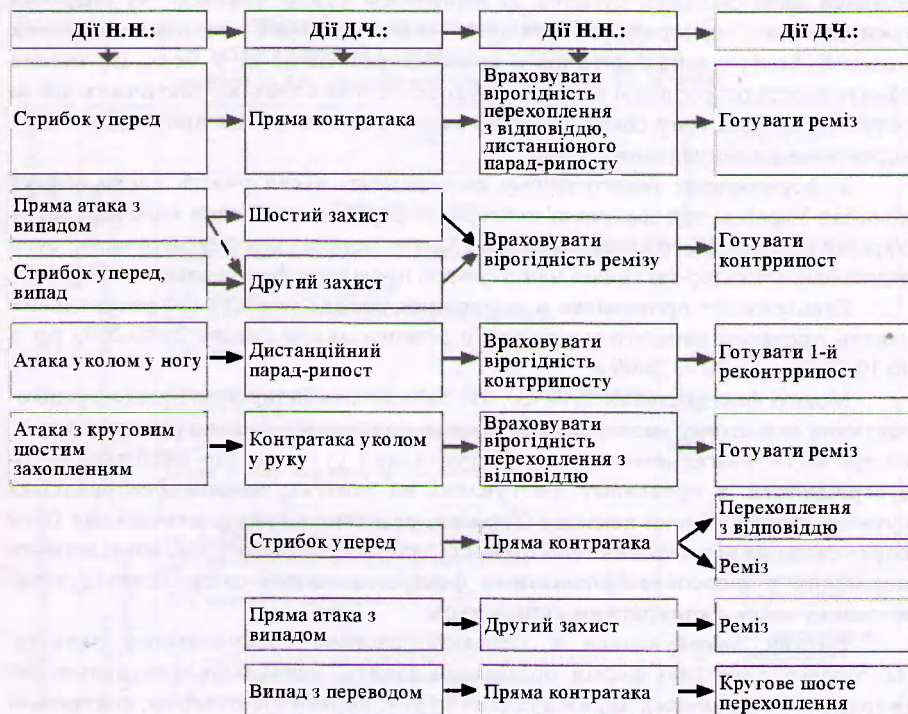 Дії Н.Н.:
Дії Д.Ч.:
Дії Н.Н.:
Дії Д.Ч.:
Стрибок уперед
Пряма контратака
Враховувати
вірогідність
перехоплення
з відповіддю,
дистанціоного
парад-рипосту
Готувати реміз
Пряма атака з
випадом
Шостий захист
Враховувати
вірогідність ремізу
Готувати
контррипост
Стрибок уперед,
випад
Другий захист
Атака уколом у ногу
Дистанційний
парад-рипост
Враховувати
вірогідність
контррипосту
Готувати 1-й
реконтррипост
Атака з круговим
шостим
захопленням
Контратака уколом
у руку
Враховувати
вірогідність
перехоплення з
відповіддю
Готувати реміз
Стрибок уперед
Пряма контратака
Перехоплення
з відповіддю
Реміз
Пряма атака з
випадом
Другий захист
Реміз
Випад з переводом
Пряма контратака
Кругове шосте
перехоплення